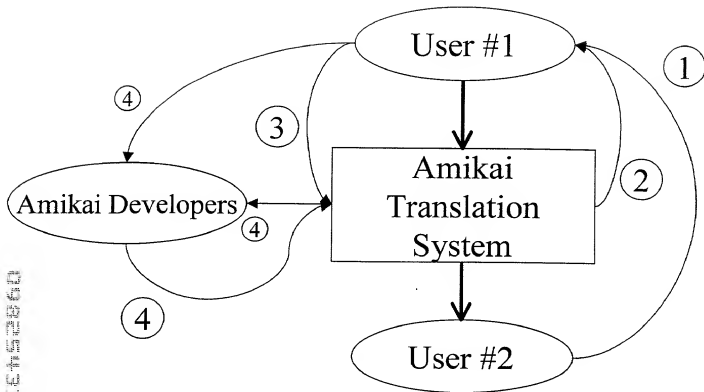 User #1
1
4
3
Amikai
Translation
System
2
Amikai Developers
4
4
User #2